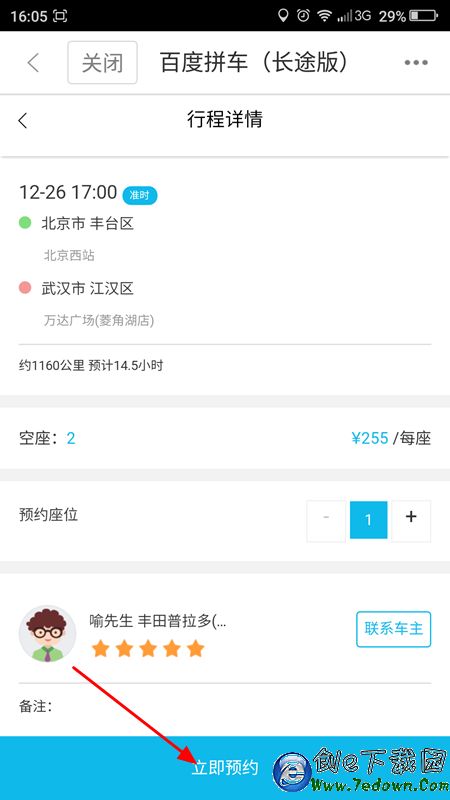 16:05 3G 29%
关闭 百度拼车（长途版）
行程详情
12-26 17:00 准时
北京市 丰台区
北京西站
武汉市 江汉区
万达广场(菱角湖店)
约1160公里 预计14.5小时
空座：2 ¥255 /每座
预约座位 - 1 +
喻先生 丰田普拉多(...
联系车主
备注：
立即预约
创e下载园
Www.7edown.Com